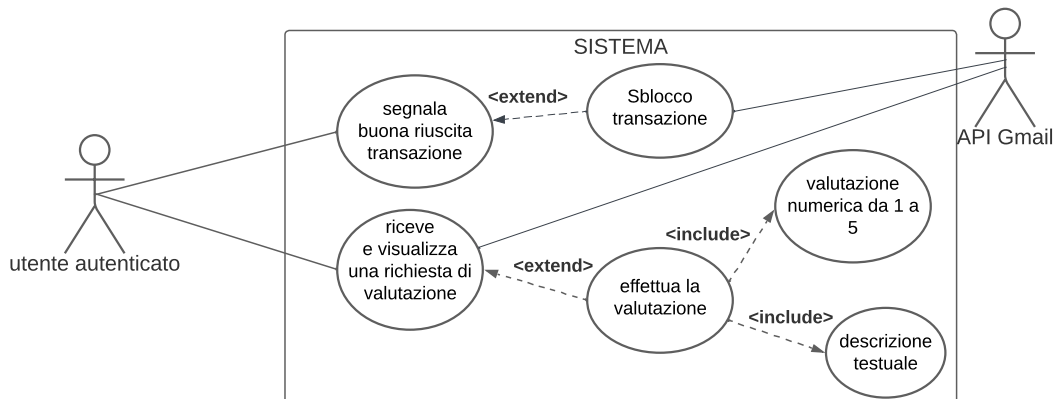 SISTEMA
<extend>
segnala
buona riuscita
transazione
Sblocco
transazione
API Gmail
utente autenticato
riceve
e visualizza
una richiesta di
valutazione
<extend>
effettua la
valutazione
<include>
valutazione
numerica da 1 a
5
<include>
descrizione
testuale